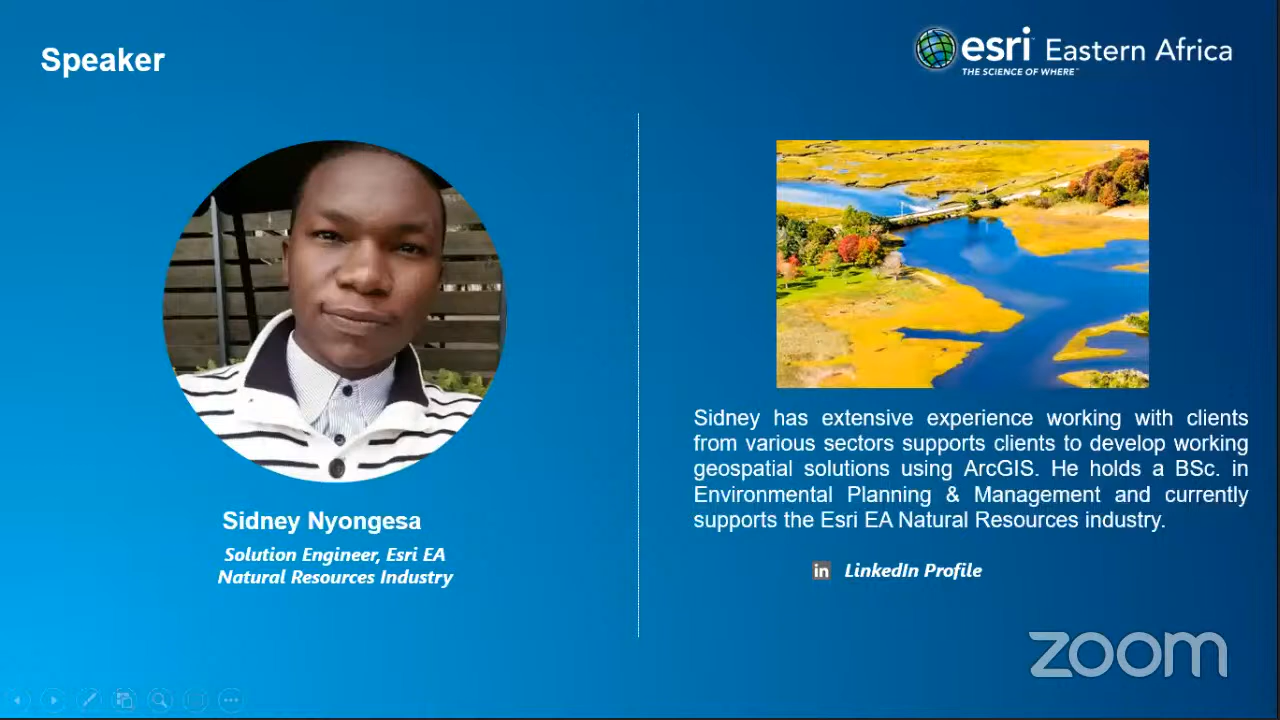 Speaker
esri Eastern Africa
THE SCIENCE OF WHERE™
Sidney has extensive experience working with clients
from various sectors supports clients to develop working
geospatial solutions using ArcGIS. He holds a BSc. in
Environmental Planning & Management and currently
supports the Esri EA Natural Resources industry.
Sidney Nyongesa
Solution Engineer, Esri EA
Natural Resources Industry
in LinkedIn Profile
zoom